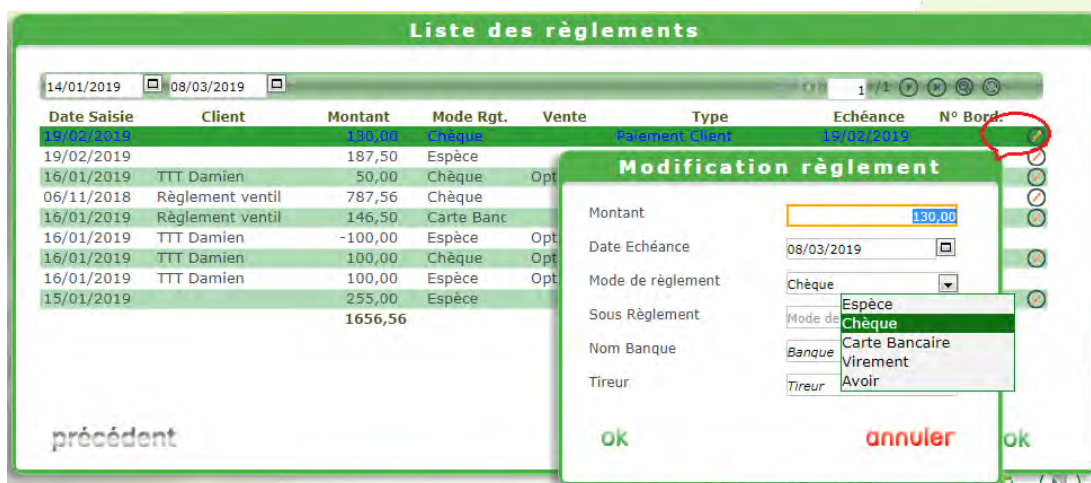 Liste des règlements
14/01/2019 08/03/2019 1 /1
Date Saisie Client Montant Mode Rgt. Vente Type Echéance N° Bord.
19/02/2019 130,00 Chèque Paiement Client 19/02/2019
19/02/2019 187,50 Espèce
16/01/2019 TTT Damien 50,00 Chèque Opt
06/11/2018 Règlement ventil 787,56 Chèque
16/01/2019 Règlement ventil 146,50 Carte Banc
16/01/2019 TTT Damien -100,00 Espèce Opt
16/01/2019 TTT Damien 100,00 Chèque Opt
16/01/2019 TTT Damien 100,00 Espèce Opt
15/01/2019 255,00 Espèce
1656,56
précédent
ok
Modification règlement
Montant 130,00
Date Echéance 08/03/2019
Mode de règlement Chèque
Sous Règlement Mode de
Nom Banque Banque
Tireur Tireur
Espèce
Chèque
Carte Bancaire
Virement
Avoir
ok annuler